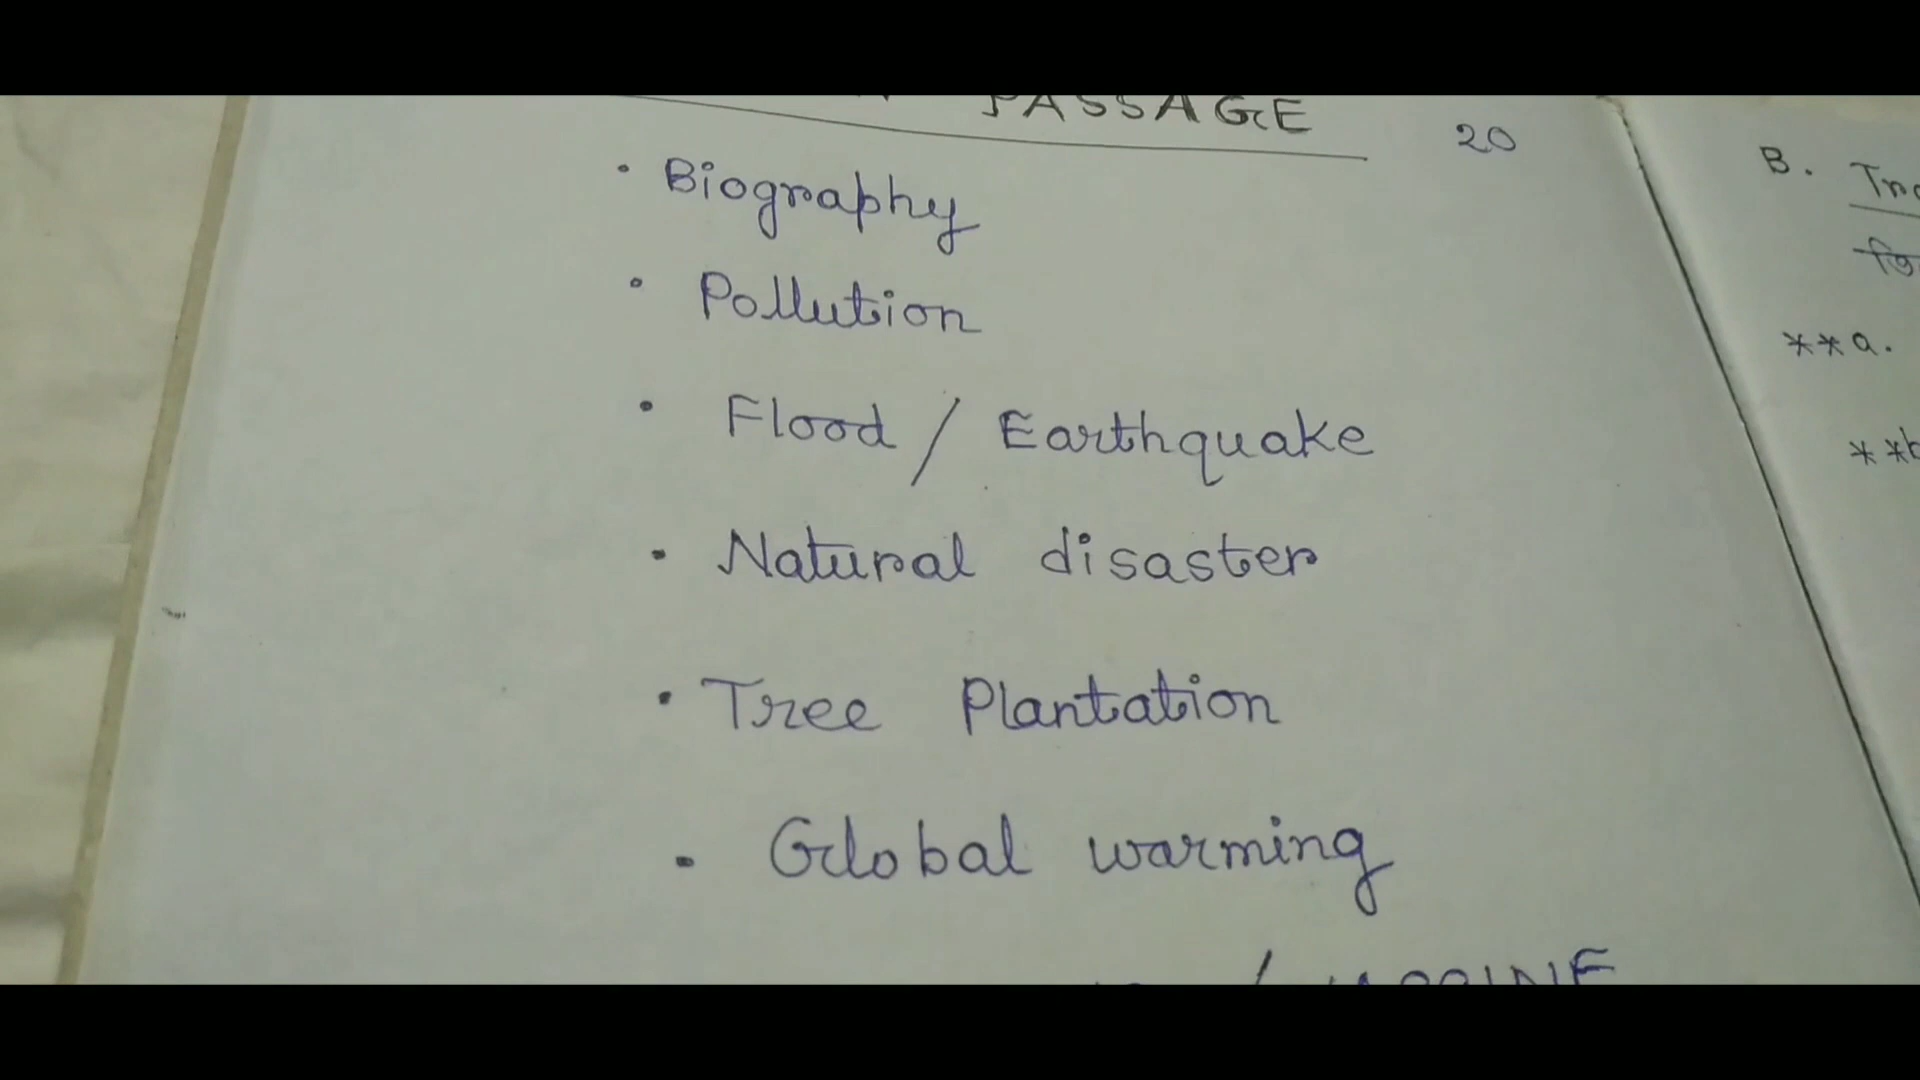 PASSAGE
20
• Biography
• Pollution
• Flood / Earthquake
• Natural disaster
• Tree Plantation
• Global warming
B.
**a.